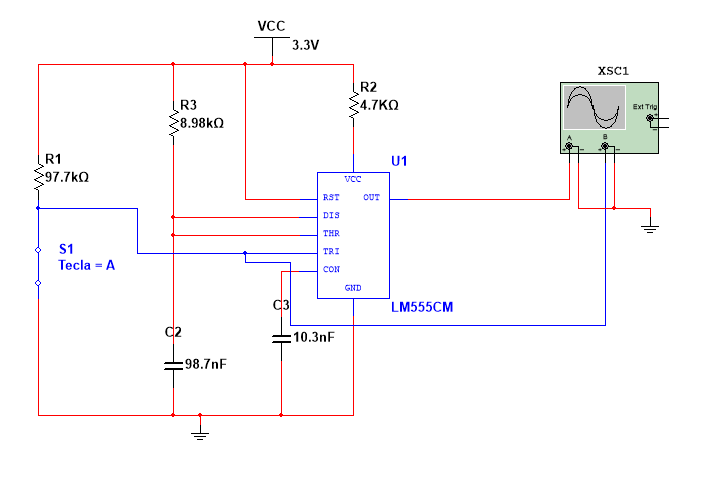 VCC
3.3V
XSC1
R2
4.7KΩ
R3
8.98kΩ
Ext Trig
+
−
A
B
+ −
+ −
R1
97.7kΩ
U1
VCC
RST
OUT
DIS
THR
TRI
CON
GND
S1
Tecla = A
LM555CM
C3
10.3nF
C2
98.7nF